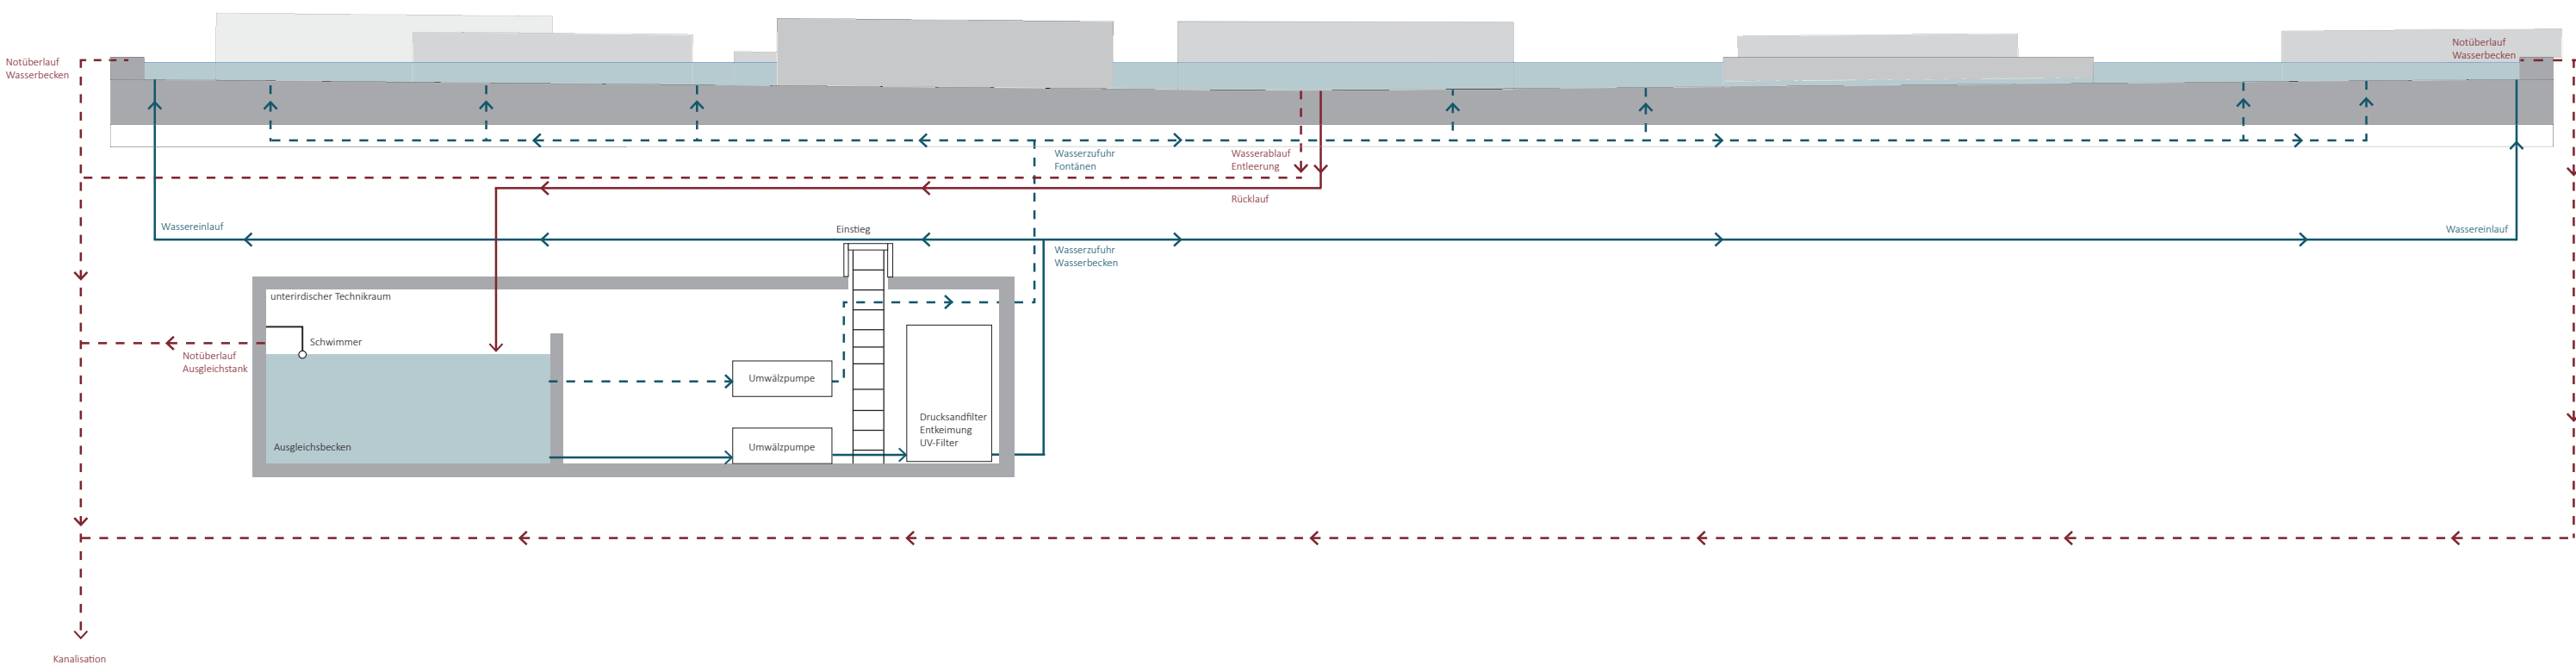 Notüberlauf
Wasserbecken
Notüberlauf
Wasserbecken
Wasserzufuhr
Fontänen
Wasserablauf
Entleerung
Rücklauf
Wassereinlauf
Einstieg
Wasserzufuhr
Wasserbecken
Wassereinlauf
unterirdischer Technikraum
Schwimmer
Notüberlauf
Ausgleichstank
Umwälzpumpe
Drucksandfilter
Entkeimung
UV-Filter
Ausgleichsbecken
Umwälzpumpe
Kanalisation